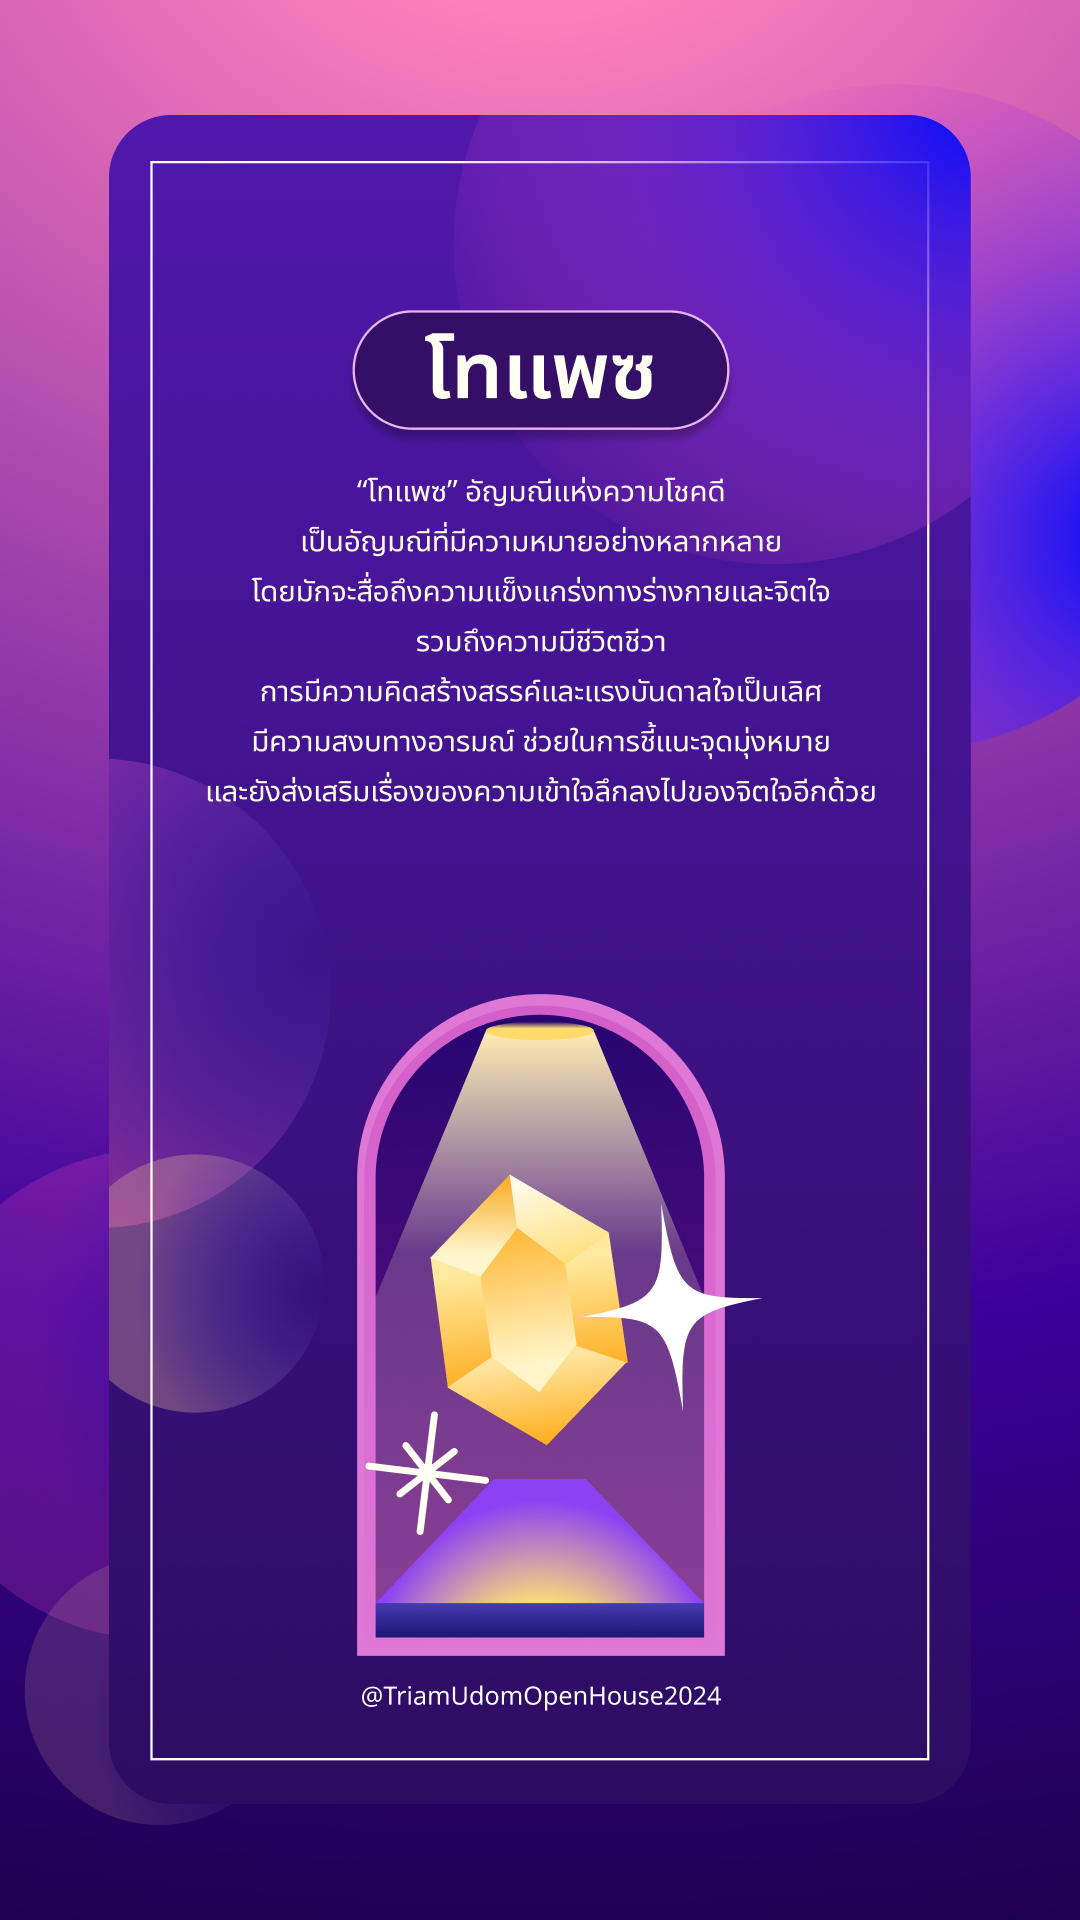 โทแพซ
“โทแพซ” อัญมณีแห่งความโชคดี
เป็นอัญมณีที่มีความหมายอย่างหลากหลาย
โดยมักจะสื่อถึงความแข็งแกร่งทางร่างกายและจิตใจ
รวมถึงความมีชีวิตชีวา
การมีความคิดสร้างสรรค์และแรงบันดาลใจเป็นเลิศ
มีความสงบทางอารมณ์ ช่วยในการชี้แนะจุดมุ่งหมาย
และยังส่งเสริมเรื่องของความเข้าใจลึกลงไปของจิตใจอีกด้วย
@TriamUdomOpenHouse2024